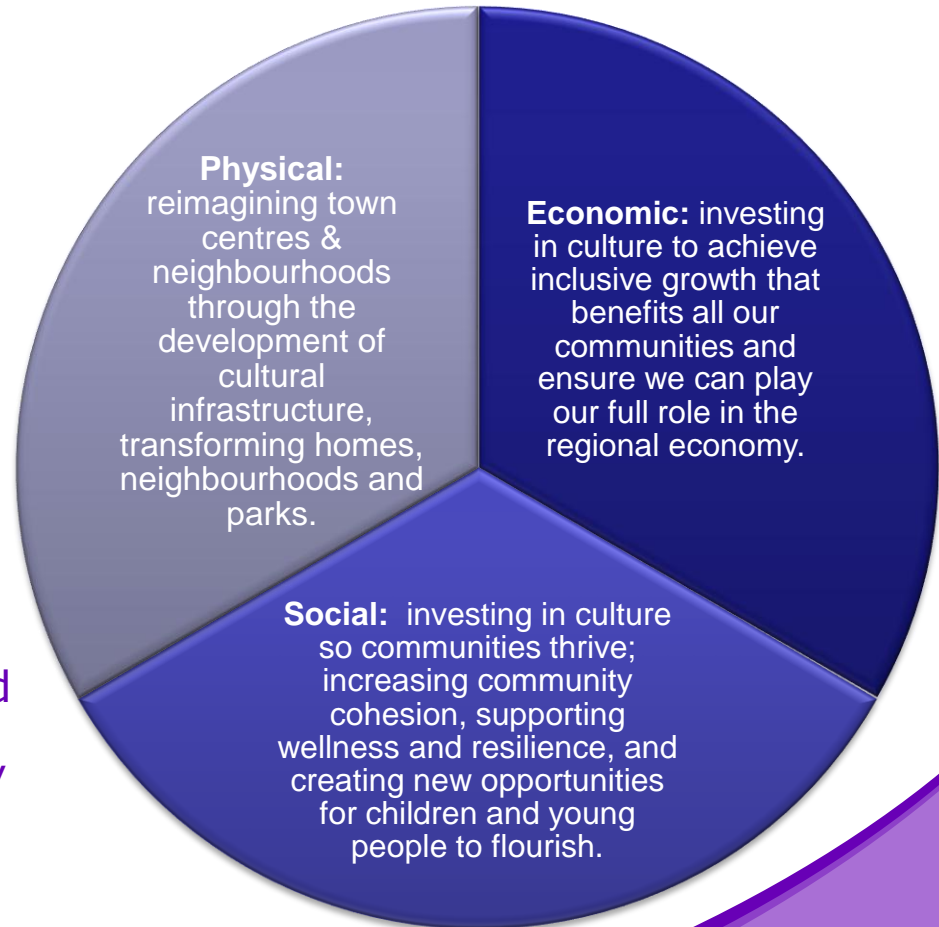 Physical:
reimagining town
centres &
neighbourhoods
through the
development of
cultural
infrastructure,
transforming homes,
neighbourhoods and
parks.
Economic: investing
in culture to achieve
inclusive growth that
benefits all our
communities and
ensure we can play
our full role in the
regional economy.
Social:  investing in culture
so communities thrive;
increasing community
cohesion, supporting
wellness and resilience, and
creating new opportunities
for children and young
people to flourish.